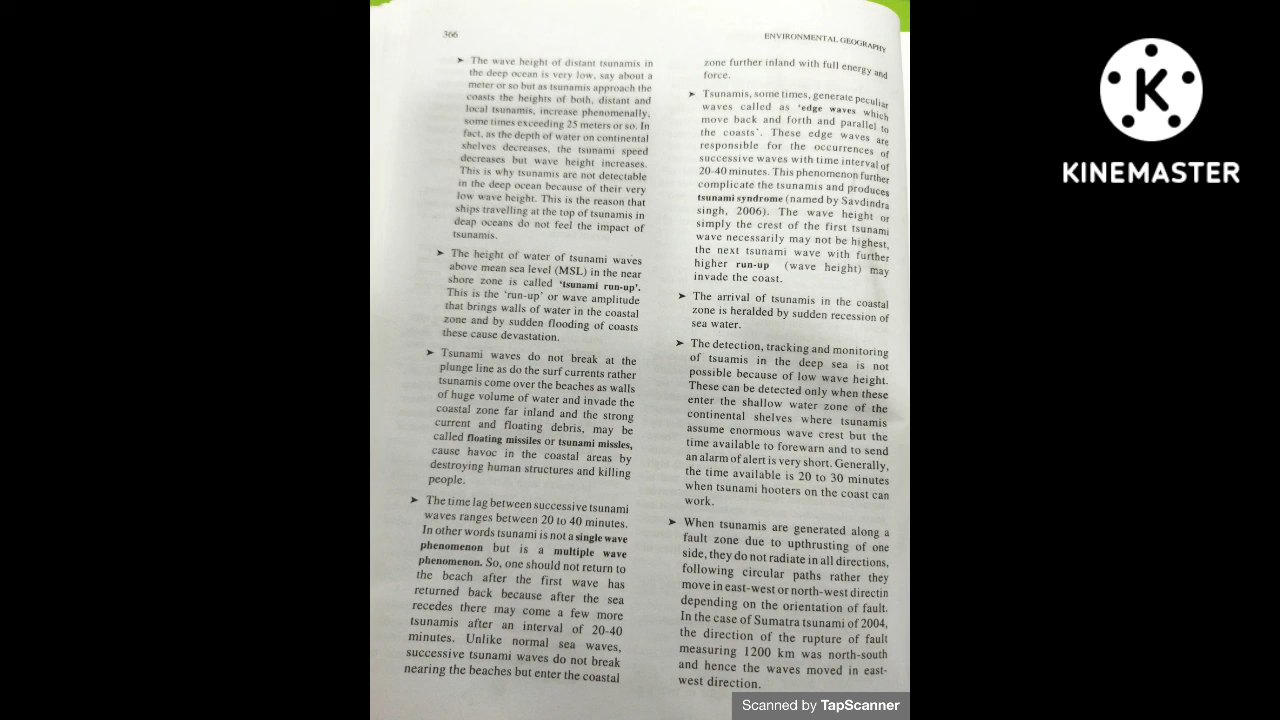 366
ENVIRONMENTAL GEOGRAPHY
➤ The wave height of distant tsunamis in
the deep ocean is very low, say about a
meter or so but as tsunamis approach the
coasts the heights of both, distant and
local tsunamis, increase phenomenally,
some times exceeding 25 meters or so. In
fact, as the depth of water on continental
shelves decreases, the tsunami speed
decreases but wave height increases.
This is why tsunamis are not detectable
in the deep ocean because of their very
low wave height. This is the reason that
ships travelling at the top of tsunamis in
deap oceans do not feel the impact of
tsunamis.
➤ The height of water of tsunami waves
above mean sea level (MSL) in the near
shore zone is called 'tsunami run-up'.
This is the 'run-up' or wave amplitude
that brings walls of water in the coastal
zone and by sudden flooding of coasts
these cause devastation.
➤ Tsunami waves do not break at the
plunge line as do the surf currents rather
tsunamis come over the beaches as walls
of huge volume of water and invade the
coastal zone far inland and the strong
current and floating debris, may be
called floating missiles or tsunami missles,
cause havoc in the coastal areas by
destroying human structures and killing
people.
➤ The time lag between successive tsunami
waves ranges between 20 to 40 minutes.
In other words tsunami is not a single wave
phenomenon but is a multiple wave
phenomenon. So, one should not return to
the beach after the first wave has
returned back because after the sea
recedes there may come a few more
tsunamis after an interval of 20-40
minutes. Unlike normal sea waves,
successive tsunami waves do not break
nearing the beaches but enter the coastal
zone further inland with full energy and
force.
➤ Tsunamis, some times, generate peculiar
waves called as 'edge waves which
move back and forth and parallel to
the coasts'. These edge waves are
responsible for the occurrences of
successive waves with time interval of
20-40 minutes. This phenomenon further
complicate the tsunamis and produces
tsunami syndrome (named by Savdindra
singh, 2006). The wave height or
simply the crest of the first tsunami
wave necessarily may not be highest,
the next tsunami wave with further
higher run-up (wave height) may
invade the coast.
➤ The arrival of tsunamis in the coastal
zone is heralded by sudden recession of
sea water.
➤ The detection, tracking and monitoring
of tsuamis in the deep sea is not
possible because of low wave height.
These can be detected only when these
enter the shallow water zone of the
continental shelves where tsunamis
assume enormous wave crest but the
time available to forewarn and to send
an alarm of alert is very short. Generally,
the time available is 20 to 30 minutes
when tsunami hooters on the coast can
work.
➤ When tsunamis are generated along a
fault zone due to upthrusting of one
side, they do not radiate in all directions,
following circular paths rather they
move in east-west or north-west directin
depending on the orientation of fault.
In the case of Sumatra tsunami of 2004,
the direction of the rupture of fault
measuring 1200 km was north-south
and hence the waves moved in east-
west direction.
Scanned by TapScanner
K
KINEMASTER